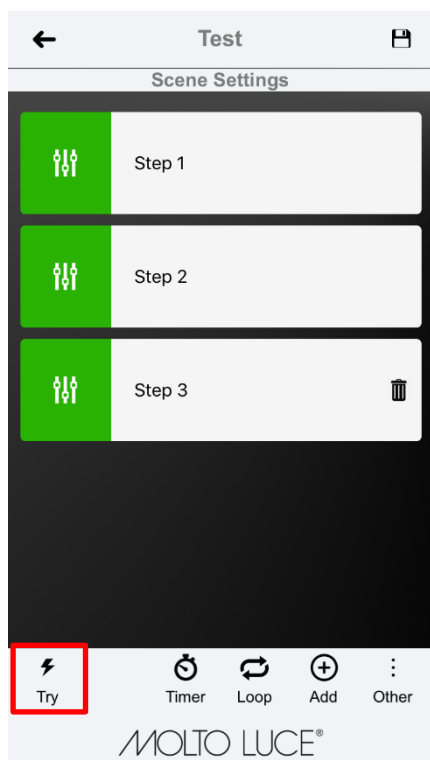 Test
Scene Settings
Step 1
Step 2
Step 3
Try Timer Loop Add Other
MOLTO LUCE®